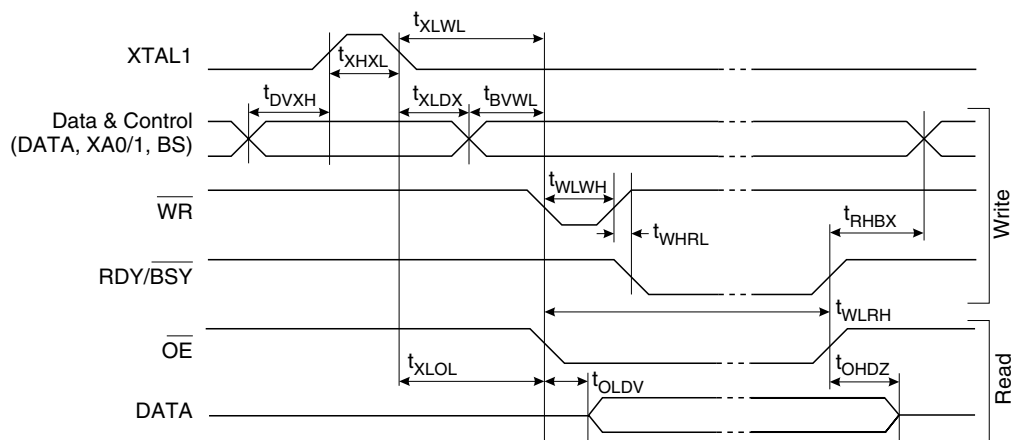 XTAL1
tXLWL
tXHXL
tDVXH
tXLDX
tBVWL
Data & Control
(DATA, XA0/1, BS)
WR
tWLWH
tWHRL
tRHBX
Write
RDY/BSY
tWLRH
OE
tXLOL
tOLDV
tOHDZ
Read
DATA